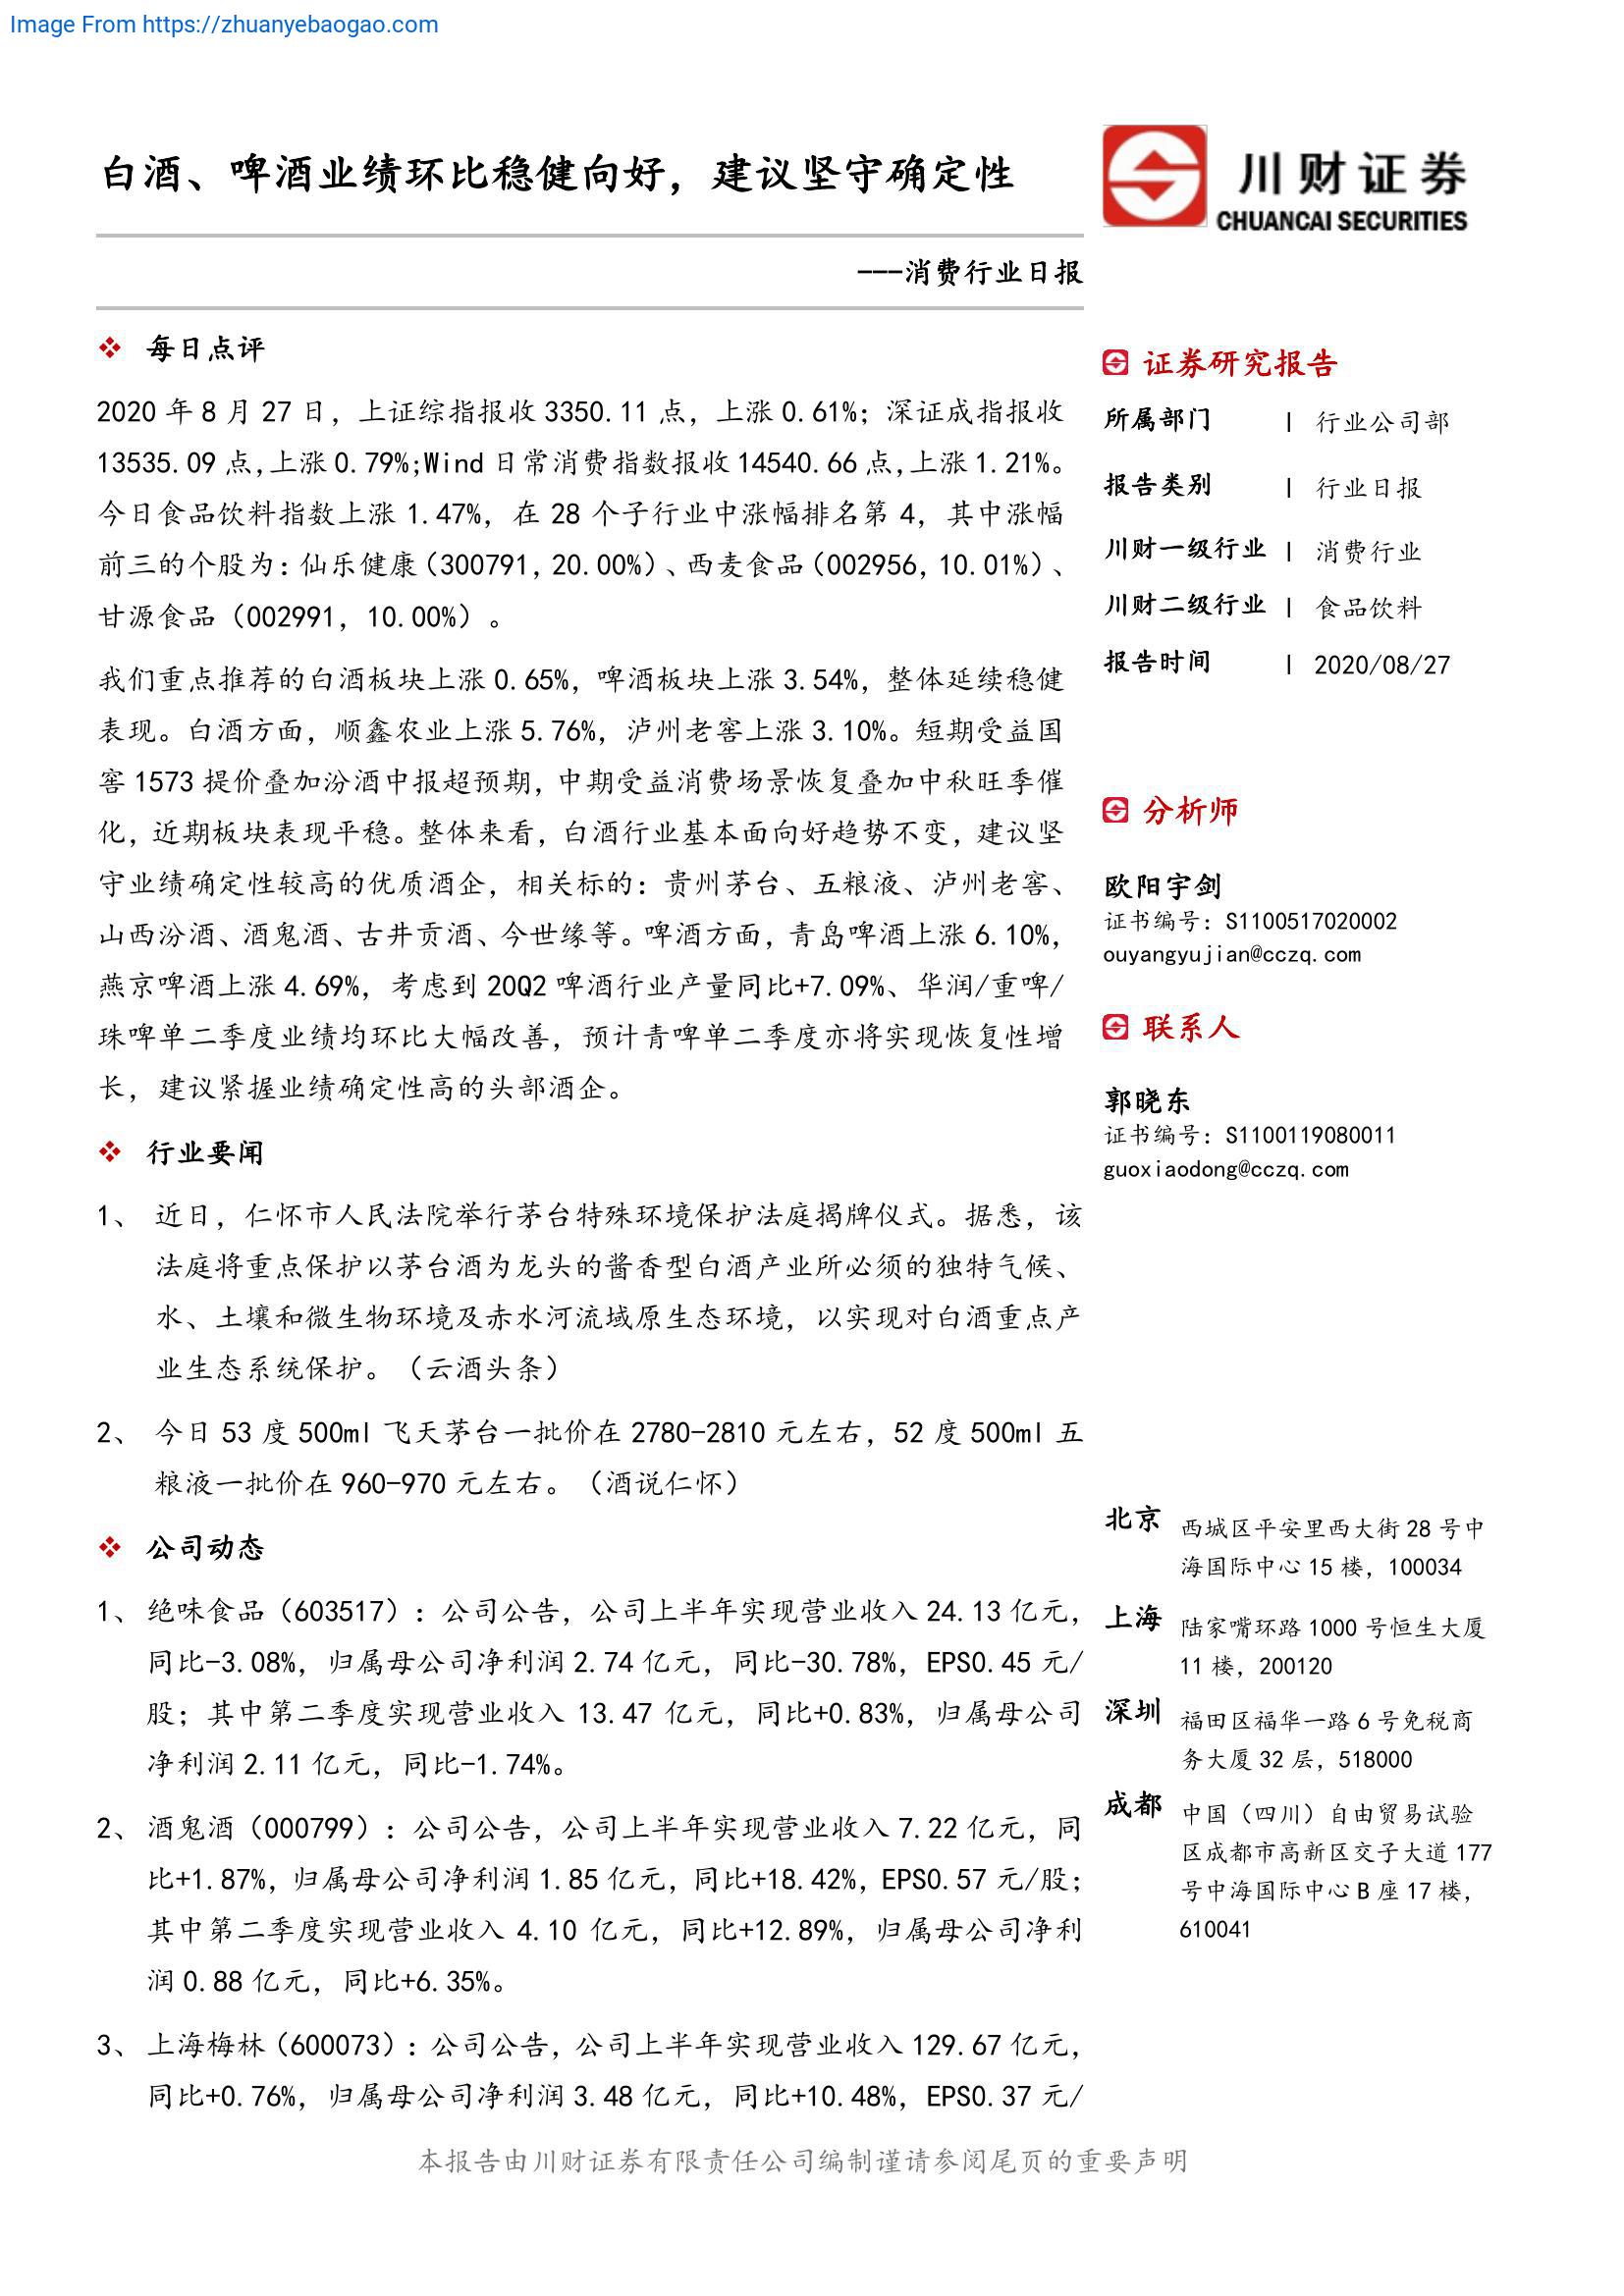 Image From https://zhuanyebaogao.com
白酒、啤酒业绩环比稳健向好，建议坚守确定性
---消费行业日报
每日点评
2020 年 8 月 27 日，上证综指报收 3350.11 点，上涨 0.61%；深证成指报收
13535.09 点,上涨 0.79%;Wind 日常消费指数报收 14540.66 点,上涨 1.21%。
今日食品饮料指数上涨 1.47%，在 28 个子行业中涨幅排名第 4，其中涨幅
前三的个股为：仙乐健康（300791，20.00%）、西麦食品（002956，10.01%）、
甘源食品（002991，10.00%）。
我们重点推荐的白酒板块上涨 0.65%，啤酒板块上涨 3.54%，整体延续稳健
表现。白酒方面，顺鑫农业上涨 5.76%，泸州老窖上涨 3.10%。短期受益国
窖 1573 提价叠加汾酒中报超预期，中期受益消费场景恢复叠加中秋旺季催
化，近期板块表现平稳。整体来看，白酒行业基本面向好趋势不变，建议坚
守业绩确定性较高的优质酒企，相关标的：贵州茅台、五粮液、泸州老窖、
山西汾酒、酒鬼酒、古井贡酒、今世缘等。啤酒方面，青岛啤酒上涨 6.10%，
燕京啤酒上涨 4.69%，考虑到 20Q2 啤酒行业产量同比+7.09%、华润/重啤/
珠啤单二季度业绩均环比大幅改善，预计青啤单二季度亦将实现恢复性增
长，建议紧握业绩确定性高的头部酒企。
行业要闻
1、 近日，仁怀市人民法院举行茅台特殊环境保护法庭揭牌仪式。据悉，该
法庭将重点保护以茅台酒为龙头的酱香型白酒产业所必须的独特气候、
水、土壤和微生物环境及赤水河流域原生态环境，以实现对白酒重点产
业生态系统保护。（云酒头条）
2、 今日 53 度 500ml 飞天茅台一批价在 2780-2810 元左右，52 度 500ml 五
粮液一批价在 960-970 元左右。（酒说仁怀）
公司动态
1、 绝味食品（603517）：公司公告，公司上半年实现营业收入 24.13 亿元，
同比-3.08%，归属母公司净利润 2.74 亿元，同比-30.78%，EPS0.45 元/
股；其中第二季度实现营业收入 13.47 亿元，同比+0.83%，归属母公司
净利润 2.11 亿元，同比-1.74%。
2、 酒鬼酒（000799）：公司公告，公司上半年实现营业收入 7.22 亿元，同
比+1.87%，归属母公司净利润 1.85 亿元，同比+18.42%，EPS0.57 元/股；
其中第二季度实现营业收入 4.10 亿元，同比+12.89%，归属母公司净利
润 0.88 亿元，同比+6.35%。
3、 上海梅林（600073）：公司公告，公司上半年实现营业收入 129.67 亿元，
同比+0.76%，归属母公司净利润 3.48 亿元，同比+10.48%，EPS0.37 元/
川财证券
CHUANCAI SECURITIES
证券研究报告
所属部门 | 行业公司部
报告类别 | 行业日报
川财一级行业 | 消费行业
川财二级行业 | 食品饮料
报告时间 | 2020/08/27
分析师
欧阳宇剑
证书编号：S1100517020002
ouyangyujian@cczq.com
联系人
郭晓东
证书编号：S1100119080011
guoxiaodong@cczq.com
北京 西城区平安里西大街 28 号中
海国际中心 15 楼，100034
上海 陆家嘴环路 1000 号恒生大厦
11 楼，200120
深圳 福田区福华一路 6 号免税商
务大厦 32 层，518000
成都 中国（四川）自由贸易试验
区成都市高新区交子大道 177
号中海国际中心 B 座 17 楼，
610041
本报告由川财证券有限责任公司编制谨请参阅尾页的重要声明